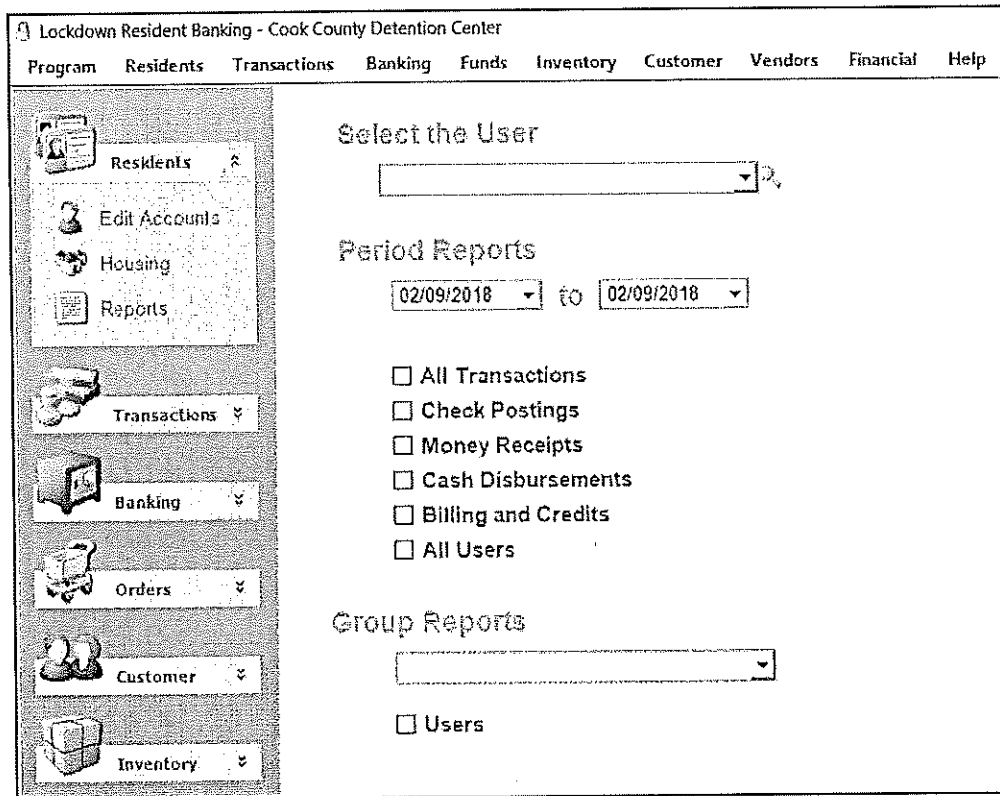 Lockdown Resident Banking - Cook County Detention Center
Program Residents Transactions Banking Funds Inventory Customer Vendors Financial Help
Residents
Edit Accounts
Housing
Reports
Transactions
Banking
Orders
Customer
Inventory
Select the User
Period Reports
02/09/2018 to 02/09/2018
All Transactions
Check Postings
Money Receipts
Cash Disbursements
Billing and Credits
All Users
Group Reports
Users